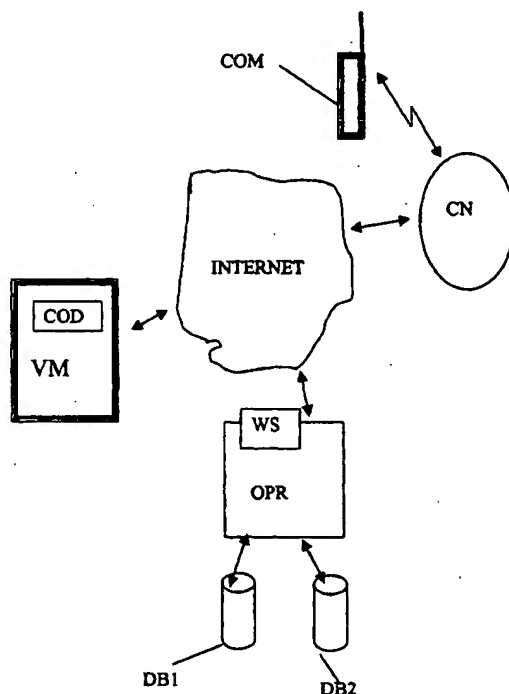 COM
CN
INTERNET
COD
VM
WS
OPR
DB1
DB2